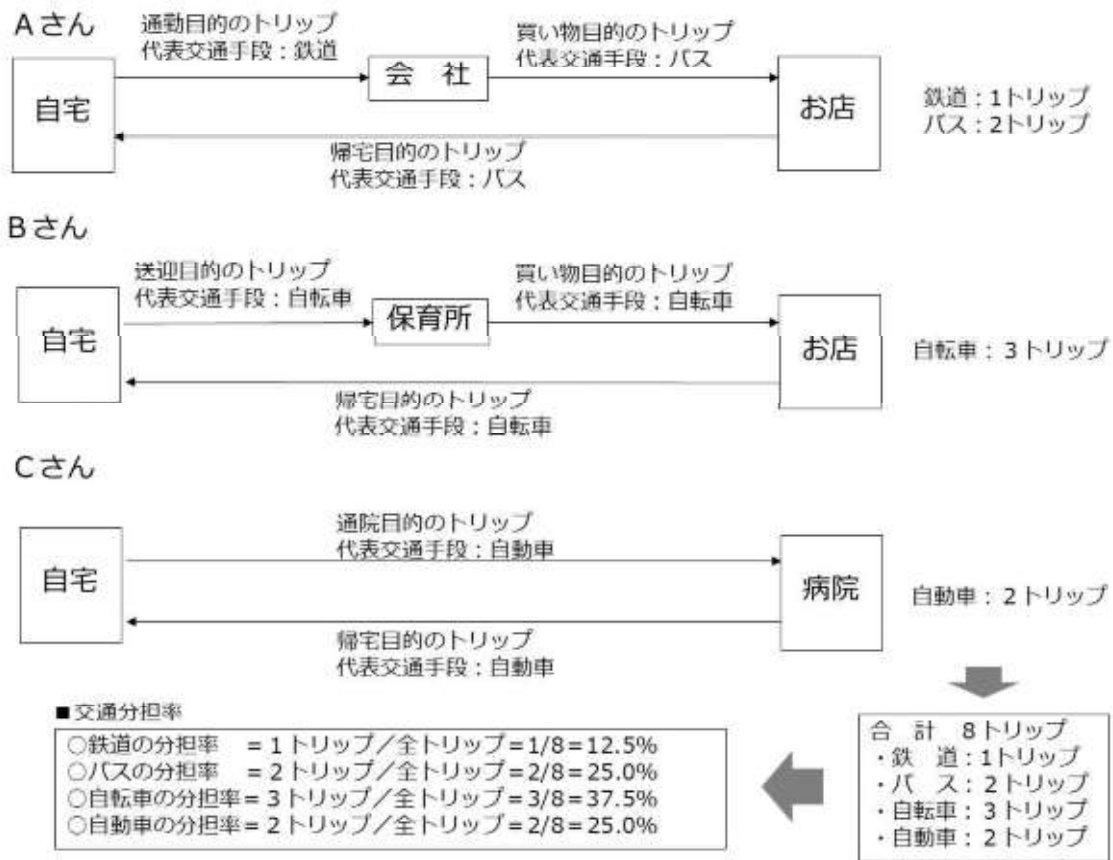 Aさん
通勤目的のトリップ
代表交通手段：鉄道
買い物目的のトリップ
代表交通手段：バス
自宅
会　社
お店
鉄道：1トリップ
バス：2トリップ
帰宅目的のトリップ
代表交通手段：バス
Bさん
送迎目的のトリップ
代表交通手段：自転車
買い物目的のトリップ
代表交通手段：自転車
自宅
保育所
お店
自転車：３トリップ
帰宅目的のトリップ
代表交通手段：自転車
Cさん
通院目的のトリップ
代表交通手段：自動車
自宅
病院
自動車：２トリップ
帰宅目的のトリップ
代表交通手段：自動車
■交通分担率
○鉄道の分担率　＝１トリップ／全トリップ＝1/8＝12.5%
○バスの分担率　＝２トリップ／全トリップ＝2/8＝25.0%
○自転車の分担率＝３トリップ／全トリップ＝3/8＝37.5%
○自動車の分担率＝２トリップ／全トリップ＝2/8＝25.0%
合　計　８トリップ
・鉄　道：1トリップ
・バ　ス：２トリップ
・自転車：３トリップ
・自動車：２トリップ